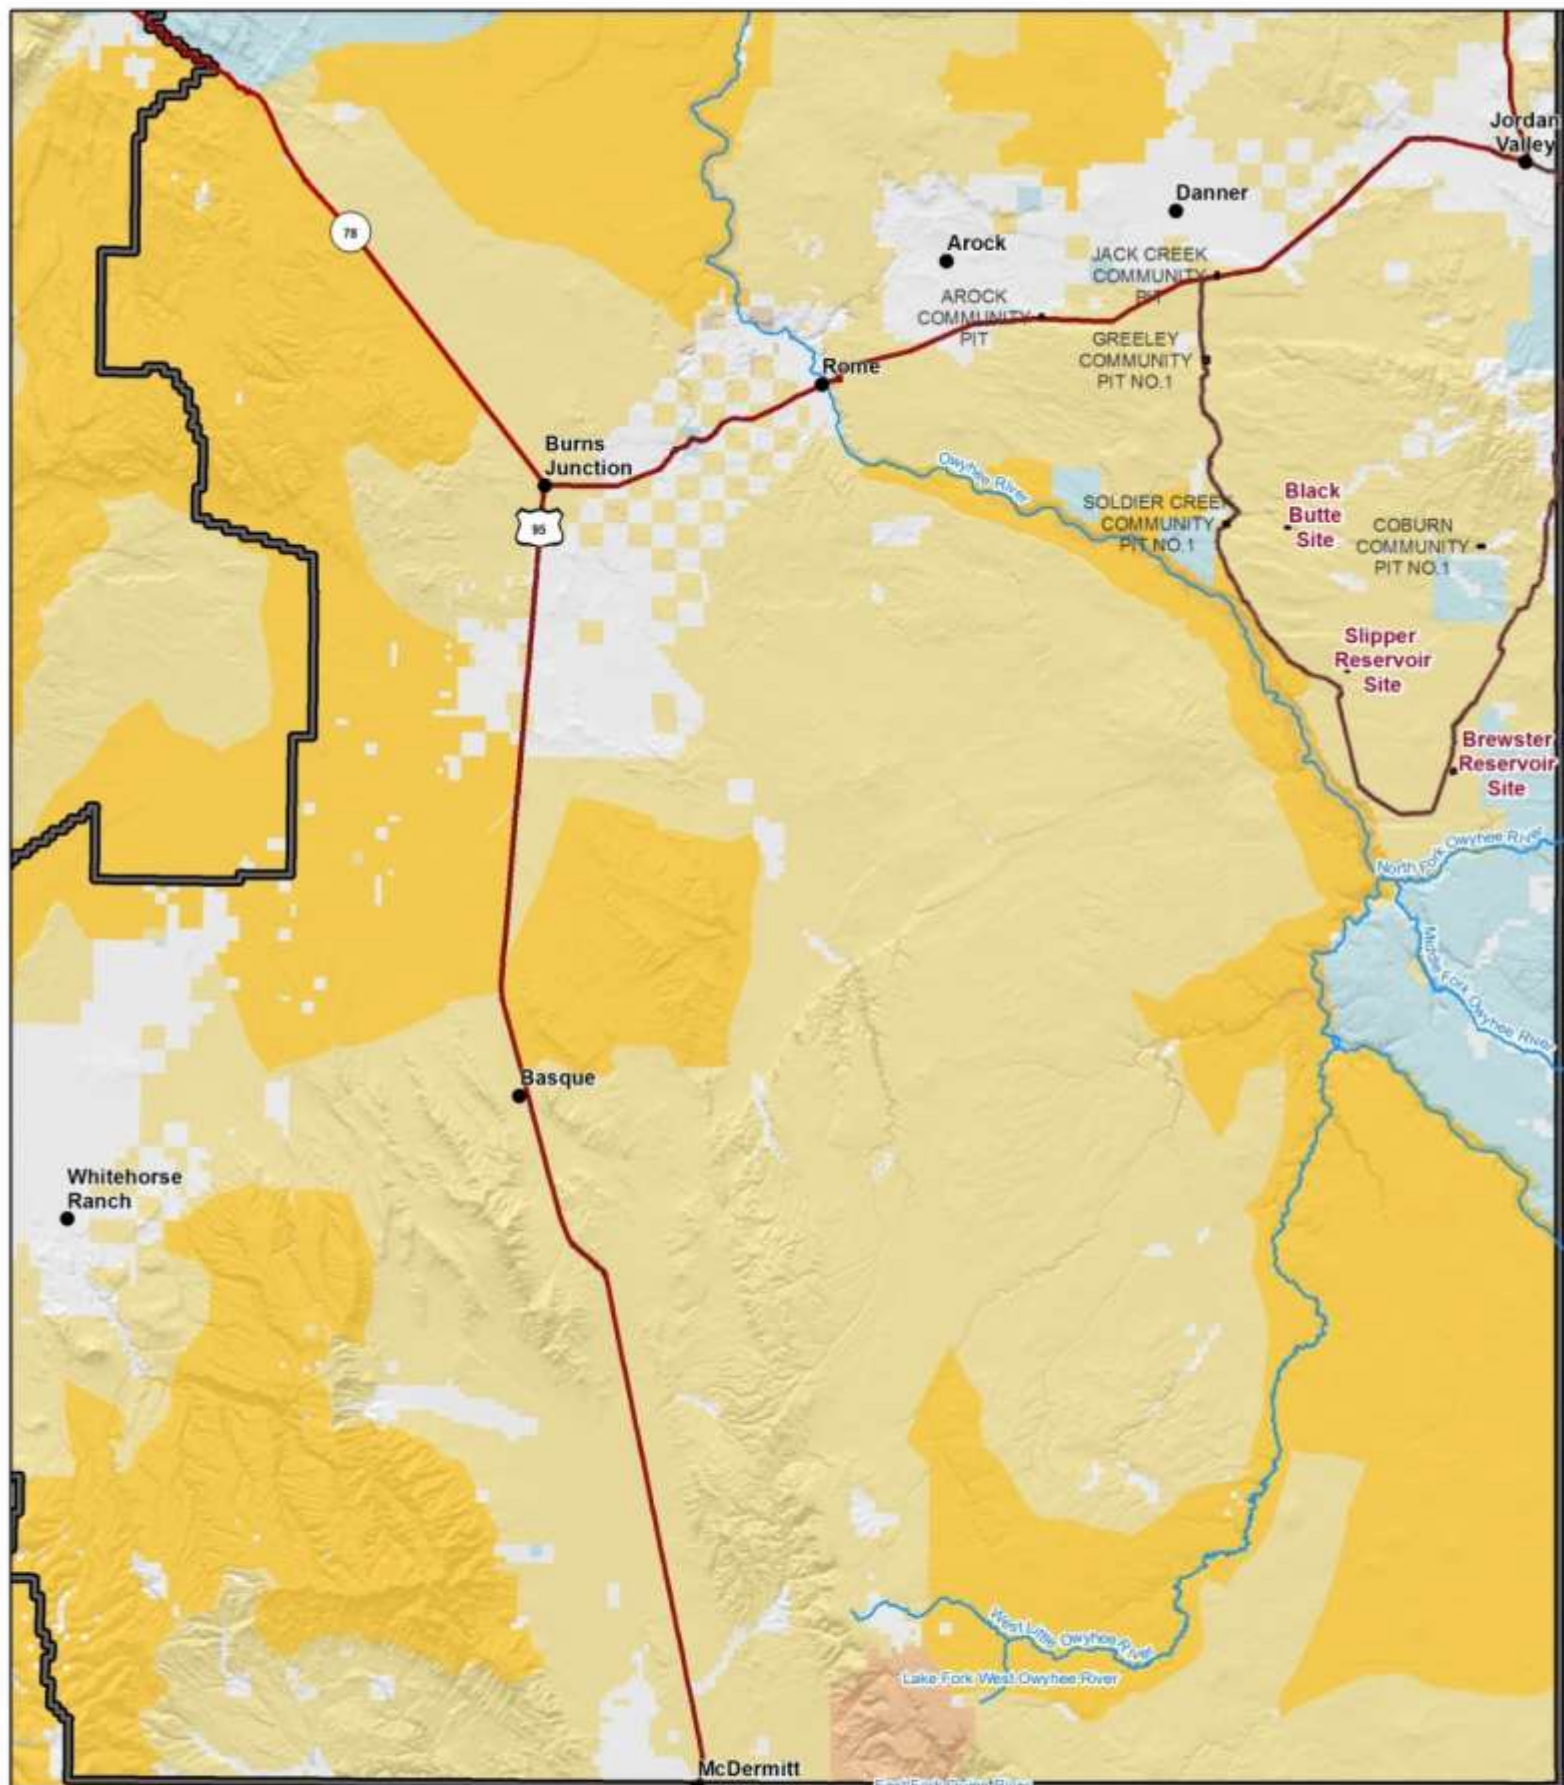 Jordan
Valley
Danner
78
Arock
JACK CREEK
COMMUNITY
PIT
AROCK
COMMUNITY
PIT
GREELEY
COMMUNITY
PIT NO.1
Rome
Burns
Junction
95
Owyhee River
SOLDIER CREEK
COMMUNITY
PIT NO.1
Black
Butte
Site
COBURN
COMMUNITY
PIT NO.1
Slipper
Reservoir
Site
Brewster
Reservoir
Site
North Fork Owyhee River
Middle Fork Owyhee River
Basque
Whitehorse
Ranch
West Little Owyhee River
Lake Fork West Owyhee River
McDermitt